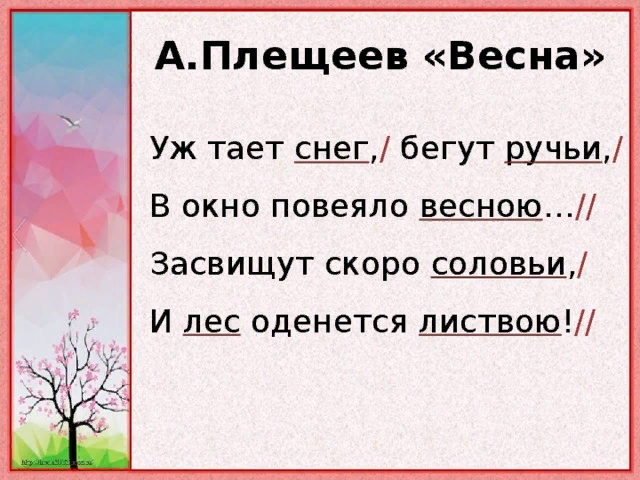 А.Плещеев «Весна»
Уж тает снег,/ бегут ручьи,/
В окно повеяло весною…//
Засвищут скоро соловьи,/
И лес оденется листвою!//